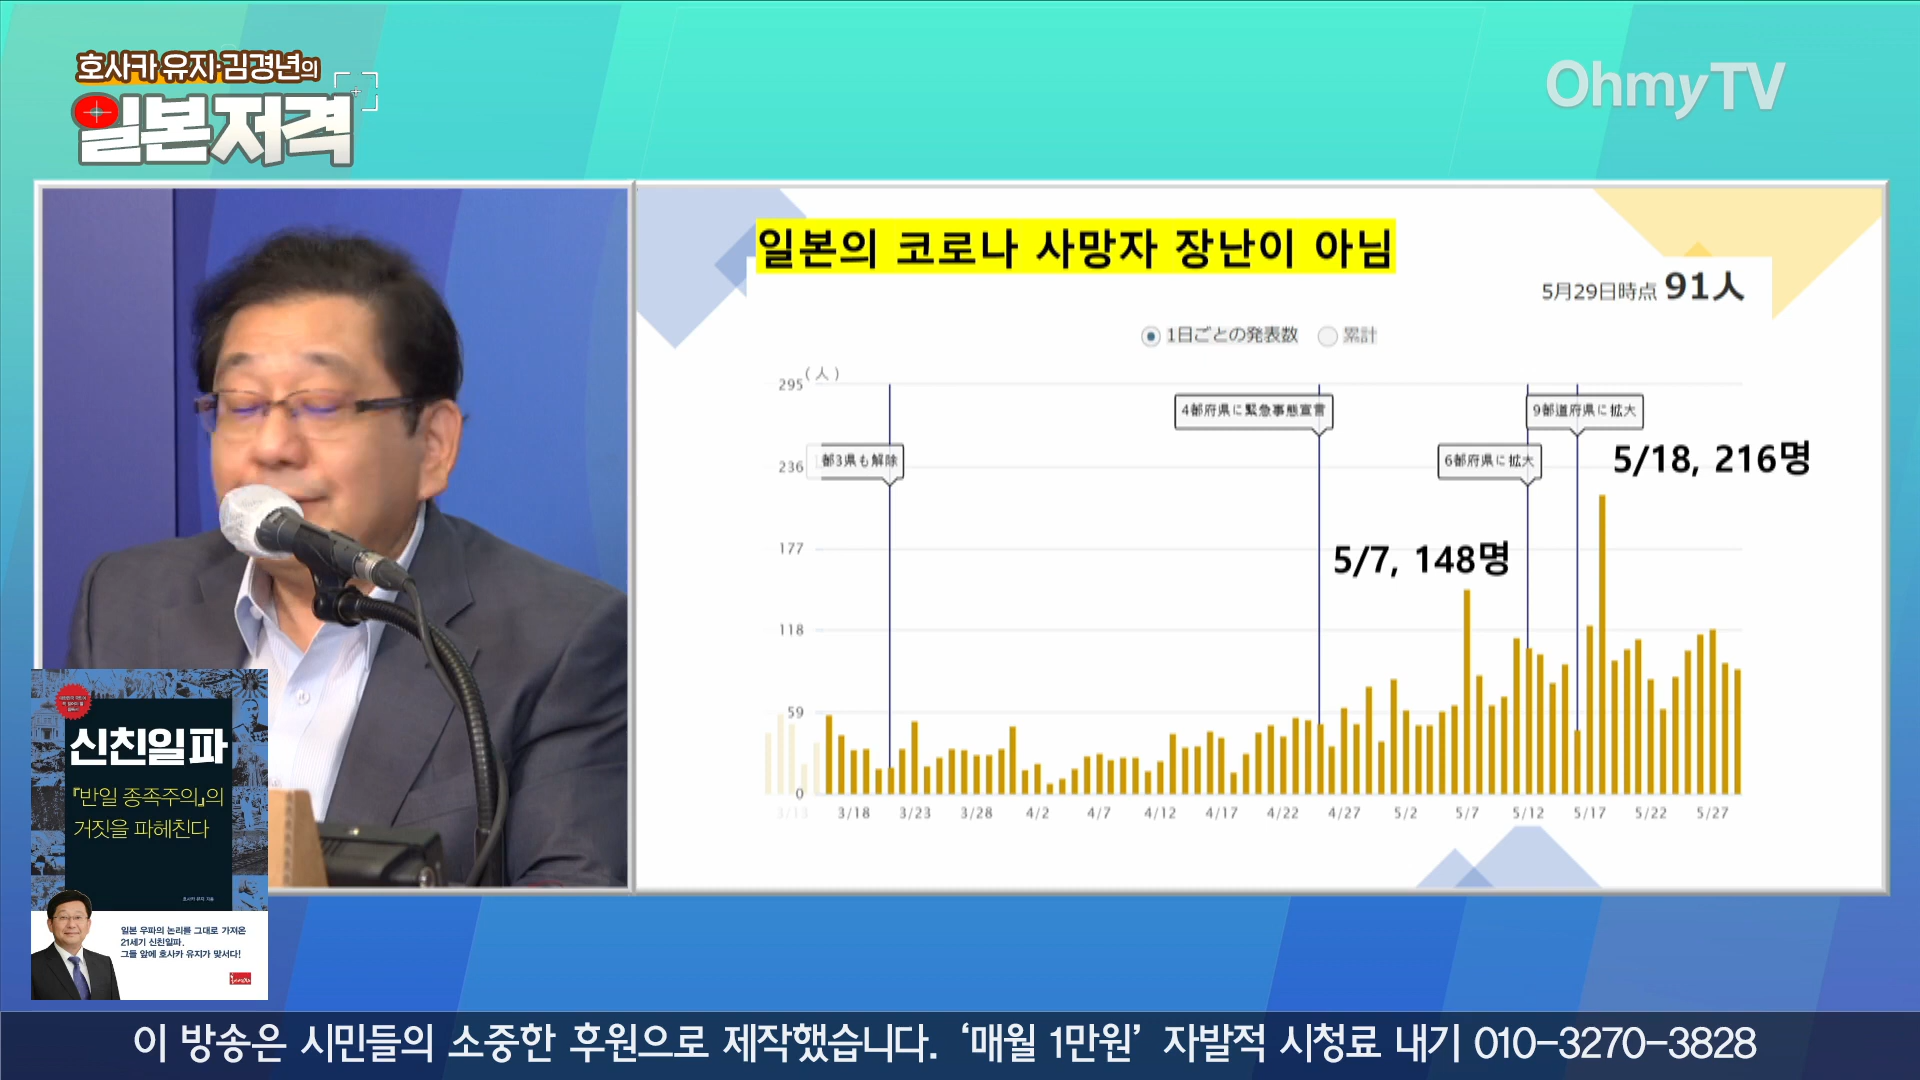 호사카 유지·김경년의
일본저격
OhmyTV
일본의 코로나 사망자 장난이 아님
5月29日時点 91人
1日ごとの発表数 累計
(人)
295
4都府県に緊急事態宣言
9都道府県に拡大
236
都3県も解除
6都府県に拡大
5/18, 216명
177
5/7, 148명
118
59
0
3/13 3/18 3/23 3/28 4/2 4/7 4/12 4/17 4/22 4/27 5/2 5/7 5/12 5/17 5/22 5/27
신친일파
『반일 종족주의』의
거짓을 파헤친다
호사카 유지 지음
일본 우파의 논리를 그대로 가져온
21세기 신친일파.
그들 앞에 호사카 유지가 맞서다!
이 방송은 시민들의 소중한 후원으로 제작했습니다. ‘매월 1만원’ 자발적 시청료 내기 010-3270-3828